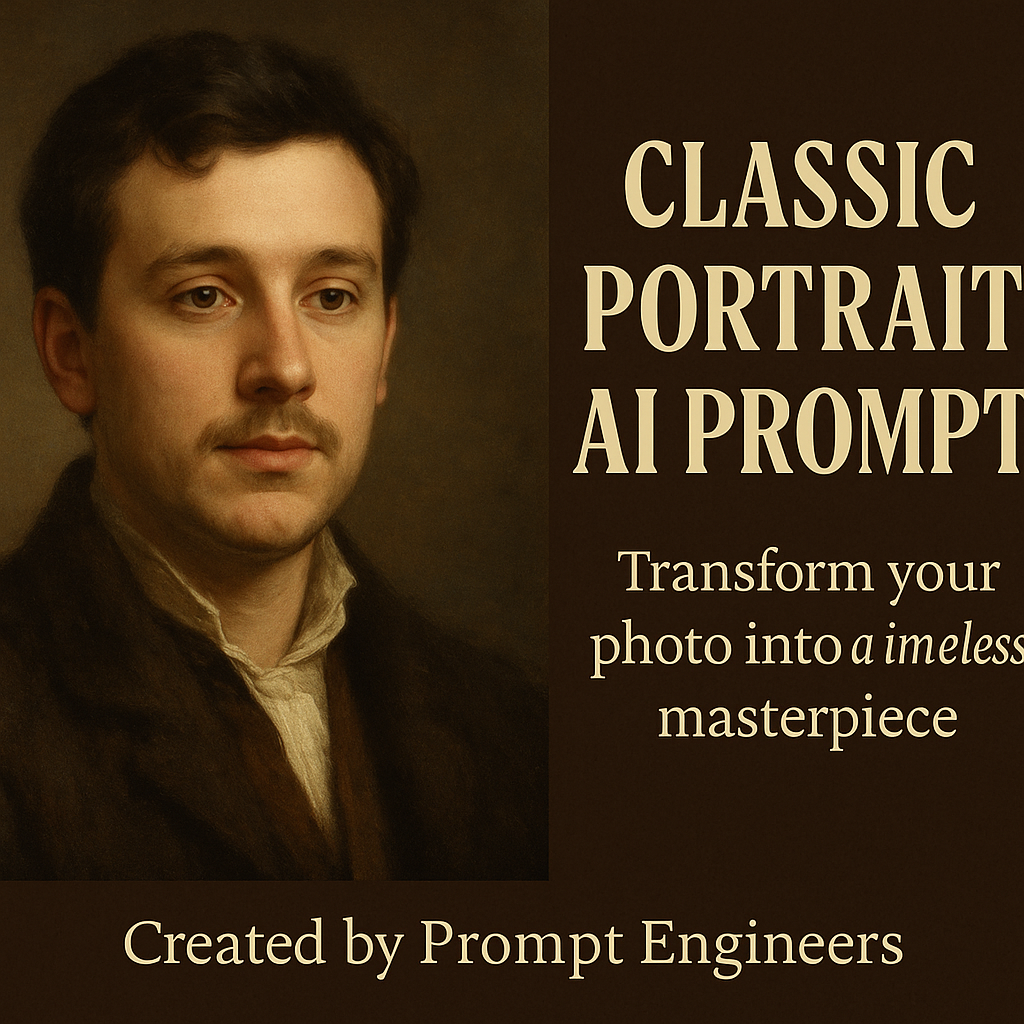 CLASSIC
PORTRAIT
AI PROMPT
Transform your
photo into a imeless
masterpiece
Created by Prompt Engineers